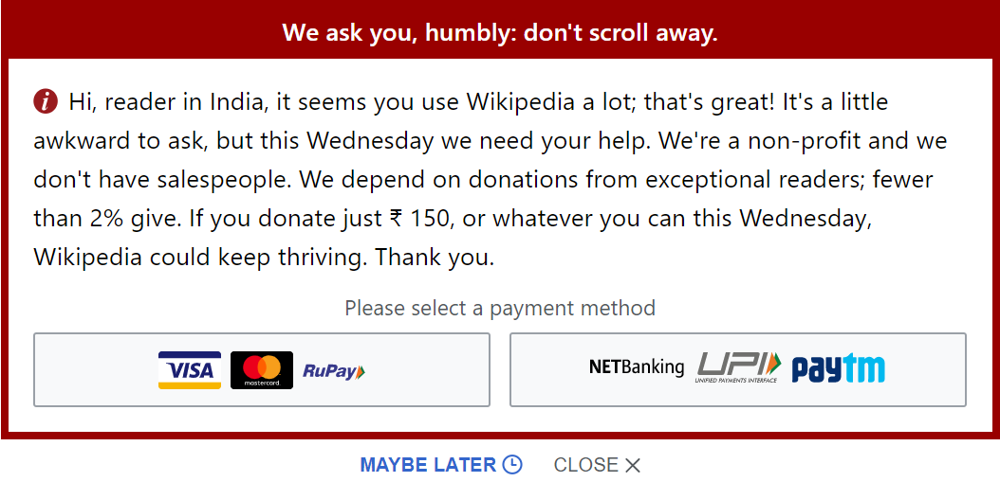 We ask you, humbly: don't scroll away.
Hi, reader in India, it seems you use Wikipedia a lot; that's great! It's a little
awkward to ask, but this Wednesday we need your help. We're a non-profit and we
don't have salespeople. We depend on donations from exceptional readers; fewer
than 2% give. If you donate just ₹ 150, or whatever you can this Wednesday,
Wikipedia could keep thriving. Thank you.
Please select a payment method
VISA mastercard. RuPay
NETBanking UPI UNIFIED PAYMENTS INTERFACE paytm
MAYBE LATER CLOSE